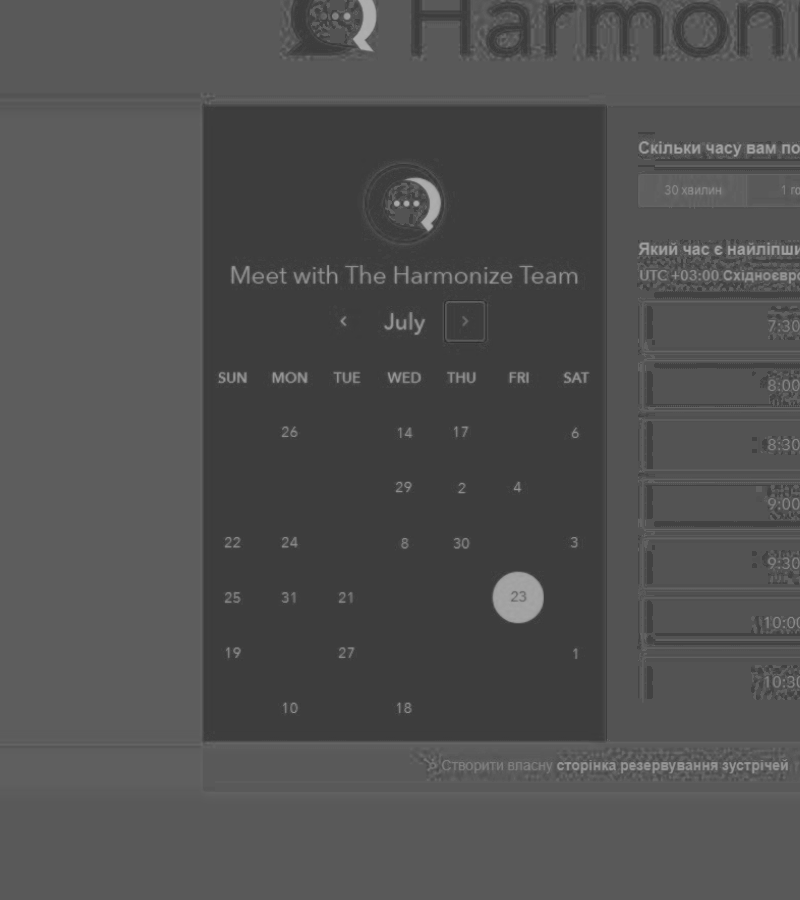 Harmoni
Скільки часу вам по
30 хвилин 1 го
Meet with The Harmonize Team
Який час є найліпши
UTC +03:00 Східноєвро
July
7:30
SUN MON TUE WED THU FRI SAT
8:00
26 14 17 6
8:30
29 2 4
9:00
22 24 8 30 3
9:30
25 31 21 23
10:00
19 27 1
10:30
10 18
Створити власну сторінка резервування зустрічей